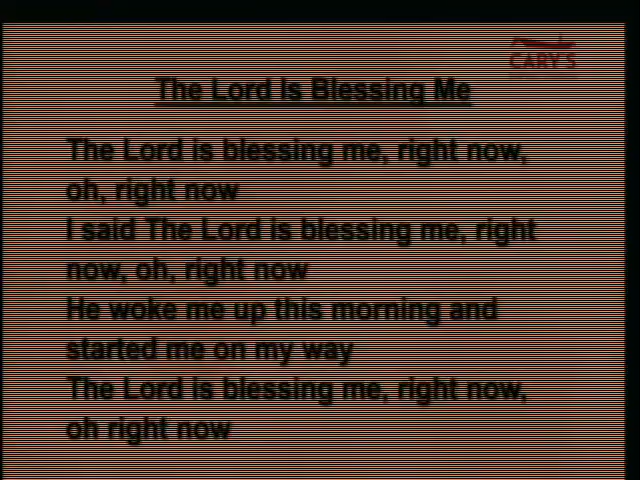 CARY'S
The Lord Is Blessing Me
The Lord is blessing me, right now,
oh, right now
I said The Lord is blessing me, right
now, oh, right now
He woke me up this morning and
started me on my way
The Lord is blessing me, right now,
oh right now